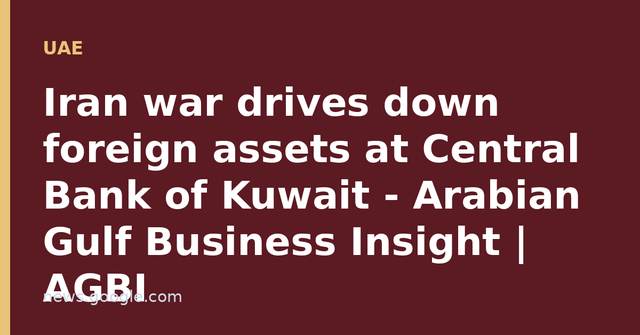 UAE
Iran war drives down
foreign assets at Central
Bank of Kuwait - Arabian
Gulf Business Insight |
AGBI
news.google.com